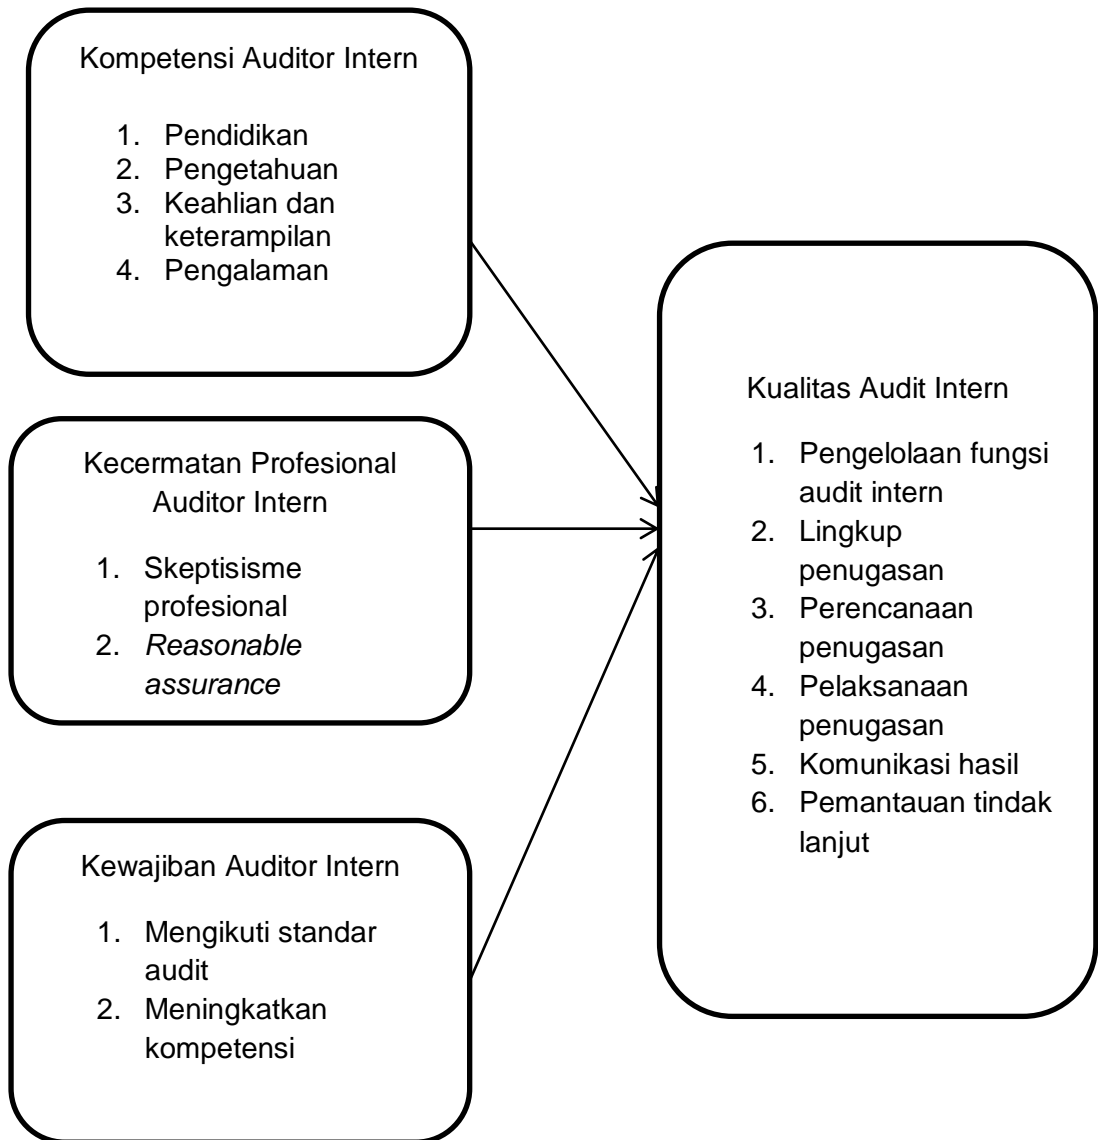 Kompetensi Auditor Intern
1. Pendidikan
2. Pengetahuan
3. Keahlian dan
keterampilan
4. Pengalaman
Kecermatan Profesional
Auditor Intern
1. Skeptisisme
profesional
2. Reasonable
assurance
Kewajiban Auditor Intern
1. Mengikuti standar
audit
2. Meningkatkan
kompetensi
Kualitas Audit Intern
1. Pengelolaan fungsi
audit intern
2. Lingkup
penugasan
3. Perencanaan
penugasan
4. Pelaksanaan
penugasan
5. Komunikasi hasil
6. Pemantauan tindak
lanjut